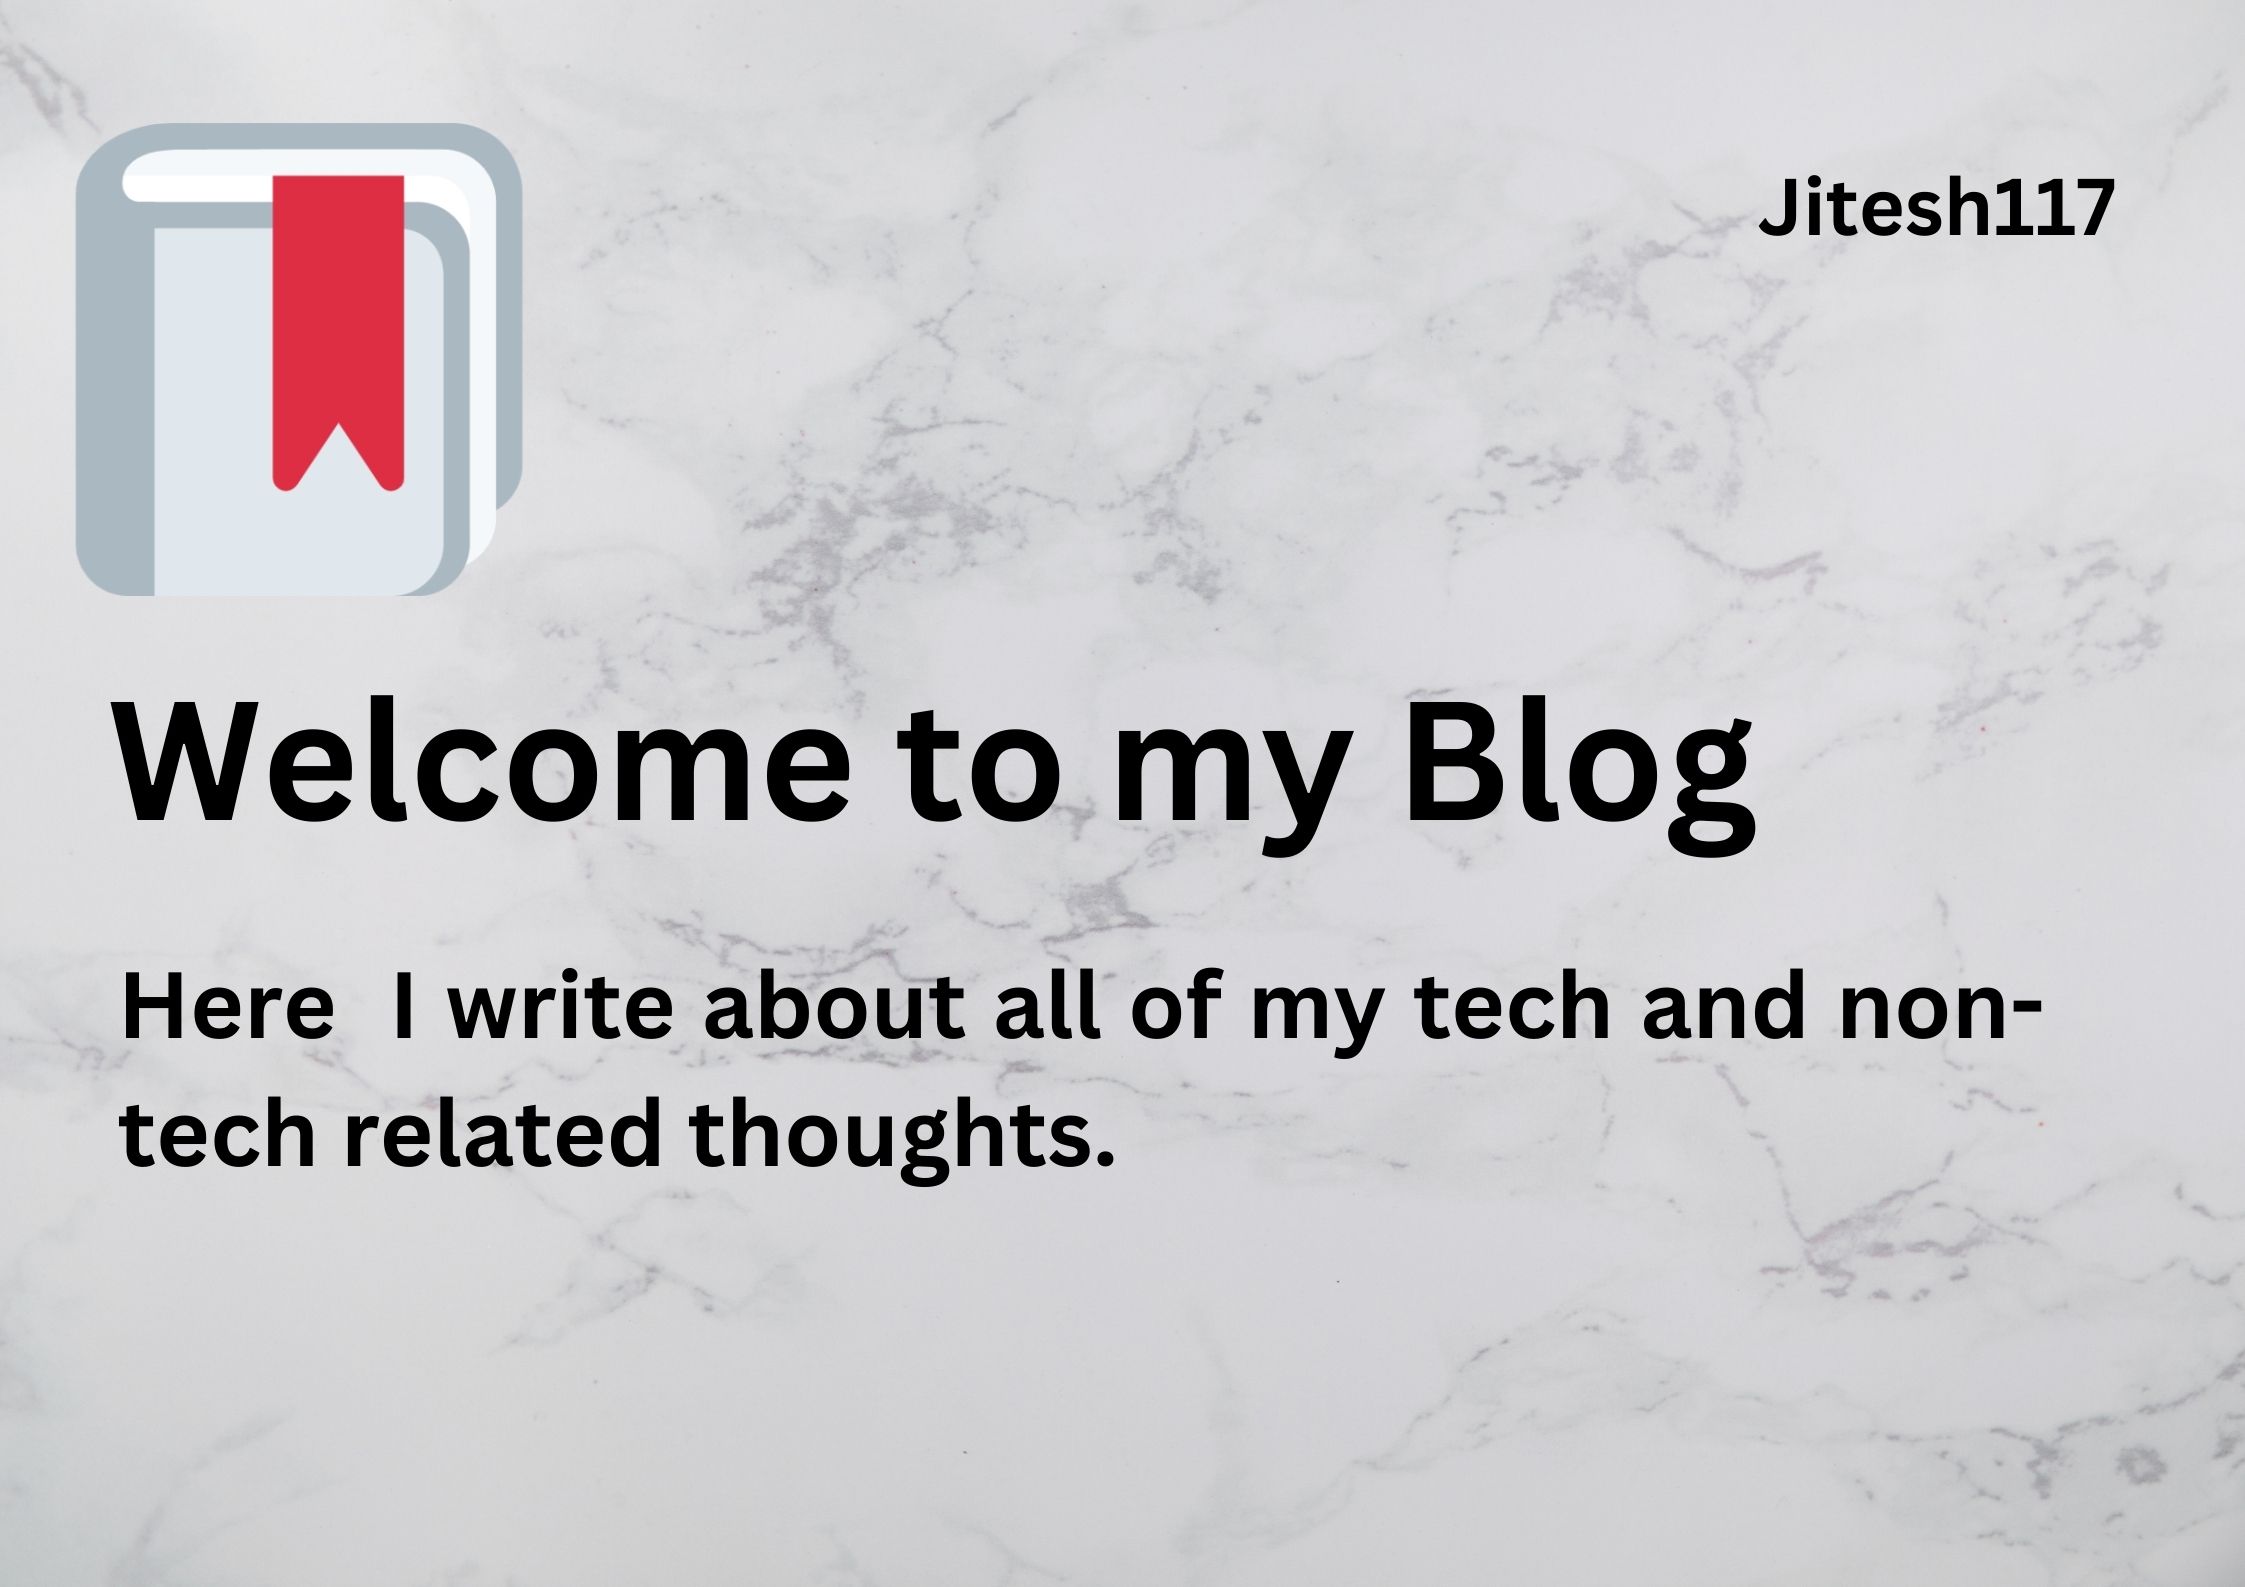 Jitesh117
Welcome to my Blog
Here  I write about all of my tech and non-
tech related thoughts.